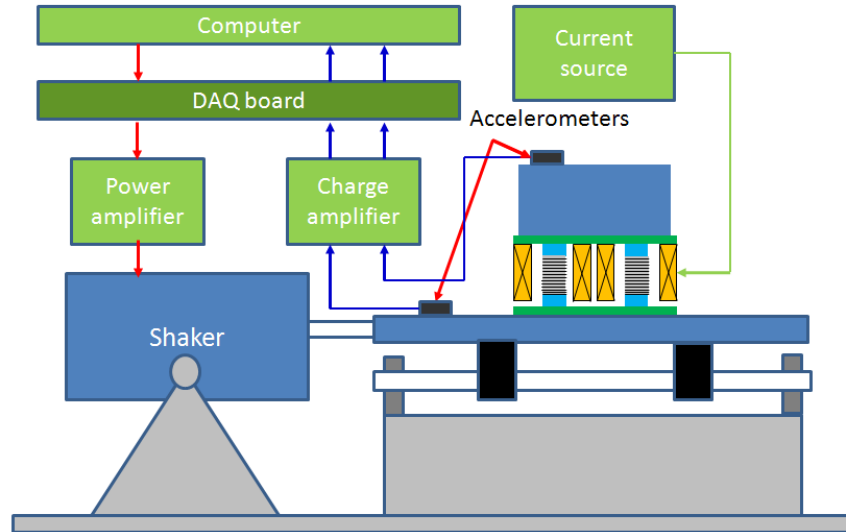 Computer
Current
source
DAQ board
Accelerometers
Power
amplifier
Charge
amplifier
Shaker